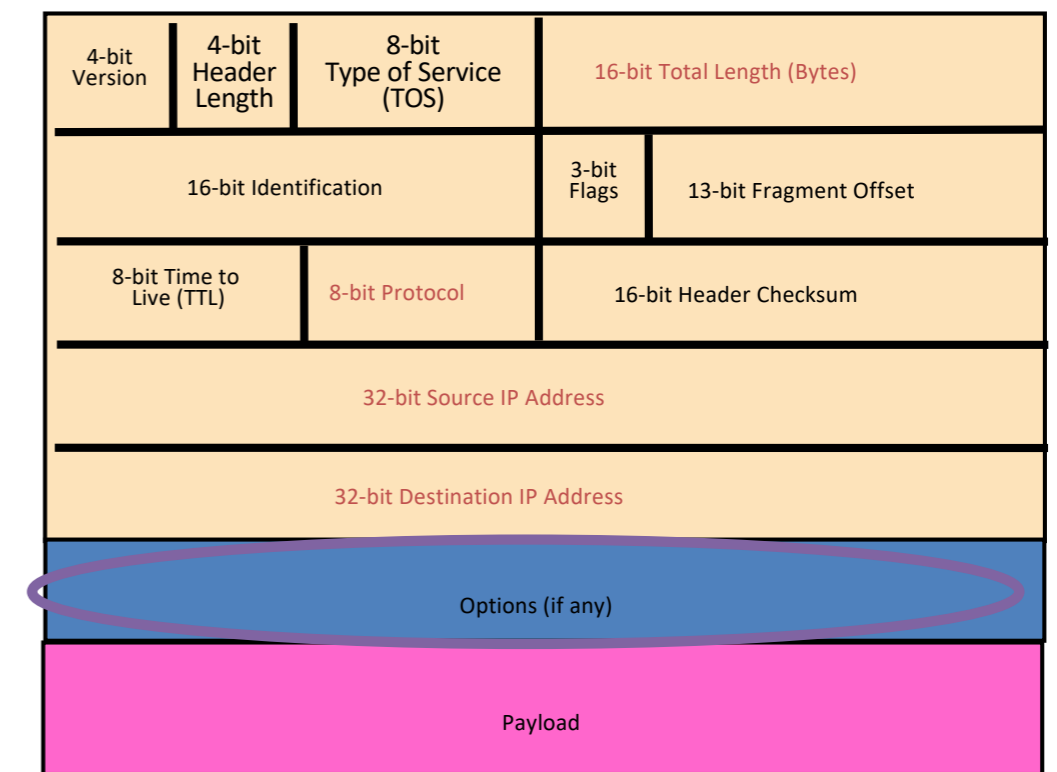 4-bit
Version
4-bit
Header
Length
8-bit
Type of Service
(TOS)
16-bit Total Length (Bytes)
16-bit Identification
3-bit
Flags
13-bit Fragment Offset
8-bit Time to
Live (TTL)
8-bit Protocol
16-bit Header Checksum
32-bit Source IP Address
32-bit Destination IP Address
Options (if any)
Payload